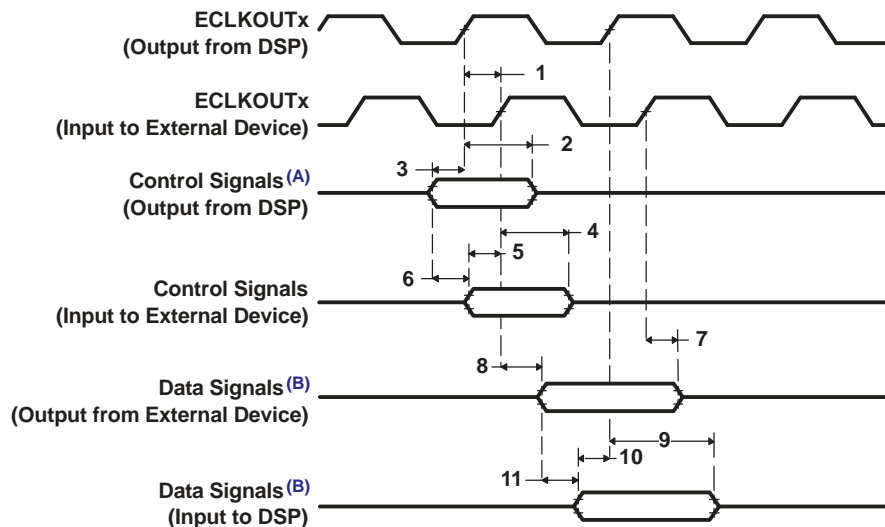 ECLKOUTx
(Output from DSP)
1
ECLKOUTx
(Input to External Device)
2
3
Control Signals (A)
(Output from DSP)
4
5
6
Control Signals
(Input to External Device)
7
8
Data Signals (B)
(Output from External Device)
9
10
11
Data Signals (B)
(Input to DSP)